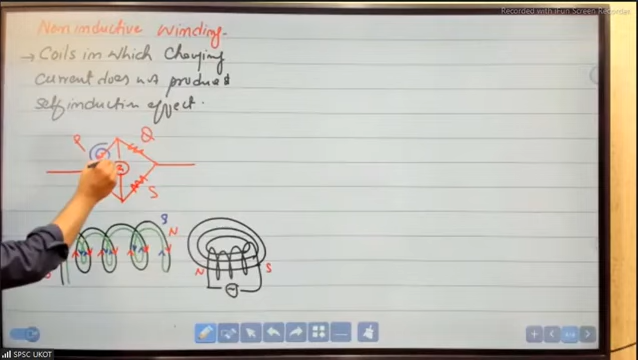 Recorded with iFun Screen Recorder
Non inductive winding.
→ Coils in which Changing
Current does not produce
self induction effect.
P Q
G
S
S
N
N S
SPSC UKOT